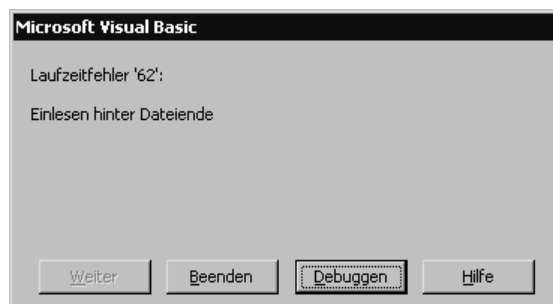 Microsoft Visual Basic
Laufzeitfehler '62':
Einlesen hinter Dateiende
Weiter Beenden Debuggen Hilfe